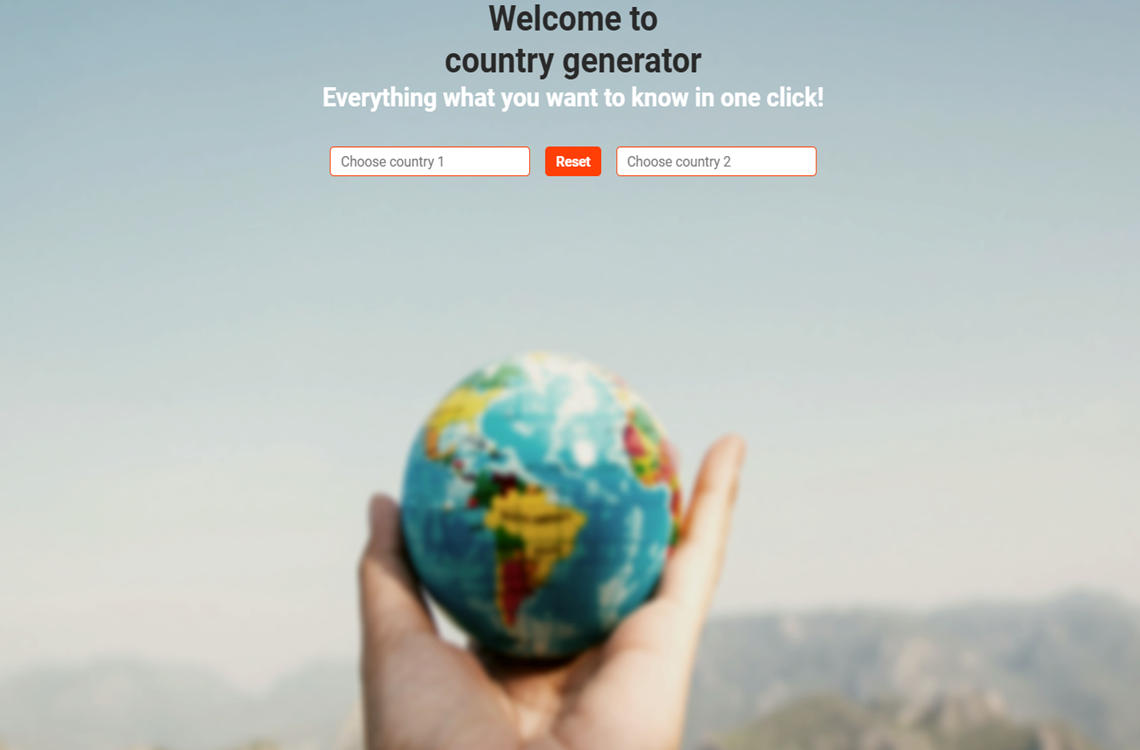 Welcome to
country generator
Everything what you want to know in one click!
Choose country 1 Reset Choose country 2